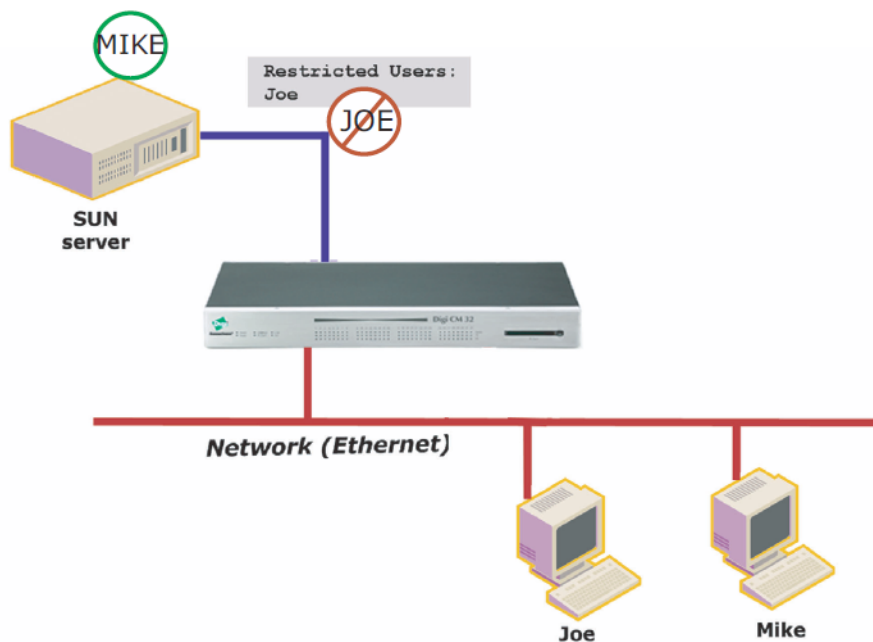 MIKE
Restricted Users:
Joe
JOE
SUN
server
Digi CM 32
Network (Ethernet)
Joe
Mike